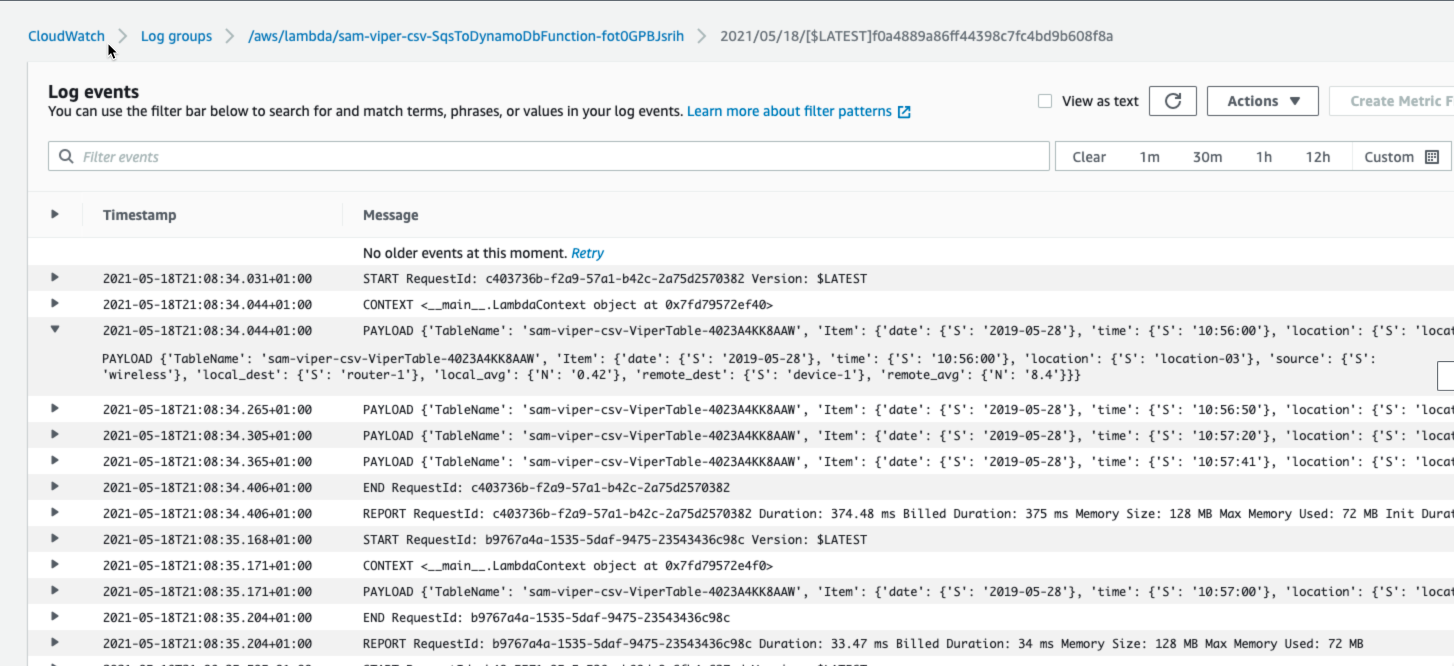 CloudWatch > Log groups > /aws/lambda/sam-viper-csv-SqsToDynamoDbFunction-fot0GPBJsrih > 2021/05/18/[$LATEST]f0a4889a86ff44398c7fc4bd9b608f8a
Log events
You can use the filter bar below to search for and match terms, phrases, or values in your log events. Learn more about filter patterns
View as text Actions Create Metric F
Filter events Clear 1m 30m 1h 12h Custom
Timestamp Message
No older events at this moment. Retry
2021-05-18T21:08:34.031+01:00 START RequestId: c403736b-f2a9-57a1-b42c-2a75d2570382 Version: $LATEST
2021-05-18T21:08:34.044+01:00 CONTEXT <__main__.LambdaContext object at 0x7fd79572ef40>
2021-05-18T21:08:34.044+01:00 PAYLOAD {'TableName': 'sam-viper-csv-ViperTable-4023A4KK8AAW', 'Item': {'date': {'S': '2019-05-28'}, 'time': {'S': '10:56:00'}, 'location': {'S': 'locat
PAYLOAD {'TableName': 'sam-viper-csv-ViperTable-4023A4KK8AAW', 'Item': {'date': {'S': '2019-05-28'}, 'time': {'S': '10:56:00'}, 'location': {'S': 'location-03'}, 'source': {'S':
'wireless'}, 'local_dest': {'S': 'router-1'}, 'local_avg': {'N': '0.42'}, 'remote_dest': {'S': 'device-1'}, 'remote_avg': {'N': '8.4'}}}
2021-05-18T21:08:34.265+01:00 PAYLOAD {'TableName': 'sam-viper-csv-ViperTable-4023A4KK8AAW', 'Item': {'date': {'S': '2019-05-28'}, 'time': {'S': '10:56:50'}, 'location': {'S': 'locat
2021-05-18T21:08:34.305+01:00 PAYLOAD {'TableName': 'sam-viper-csv-ViperTable-4023A4KK8AAW', 'Item': {'date': {'S': '2019-05-28'}, 'time': {'S': '10:57:20'}, 'location': {'S': 'locat
2021-05-18T21:08:34.365+01:00 PAYLOAD {'TableName': 'sam-viper-csv-ViperTable-4023A4KK8AAW', 'Item': {'date': {'S': '2019-05-28'}, 'time': {'S': '10:57:41'}, 'location': {'S': 'locat
2021-05-18T21:08:34.406+01:00 END RequestId: c403736b-f2a9-57a1-b42c-2a75d2570382
2021-05-18T21:08:34.406+01:00 REPORT RequestId: c403736b-f2a9-57a1-b42c-2a75d2570382 Duration: 374.48 ms Billed Duration: 375 ms Memory Size: 128 MB Max Memory Used: 72 MB Init Durat
2021-05-18T21:08:35.168+01:00 START RequestId: b9767a4a-1535-5daf-9475-23543436c98c Version: $LATEST
2021-05-18T21:08:35.171+01:00 CONTEXT <__main__.LambdaContext object at 0x7fd79572e4f0>
2021-05-18T21:08:35.171+01:00 PAYLOAD {'TableName': 'sam-viper-csv-ViperTable-4023A4KK8AAW', 'Item': {'date': {'S': '2019-05-28'}, 'time': {'S': '10:57:00'}, 'location': {'S': 'locat
2021-05-18T21:08:35.204+01:00 END RequestId: b9767a4a-1535-5daf-9475-23543436c98c
2021-05-18T21:08:35.204+01:00 REPORT RequestId: b9767a4a-1535-5daf-9475-23543436c98c Duration: 33.47 ms Billed Duration: 34 ms Memory Size: 128 MB Max Memory Used: 72 MB